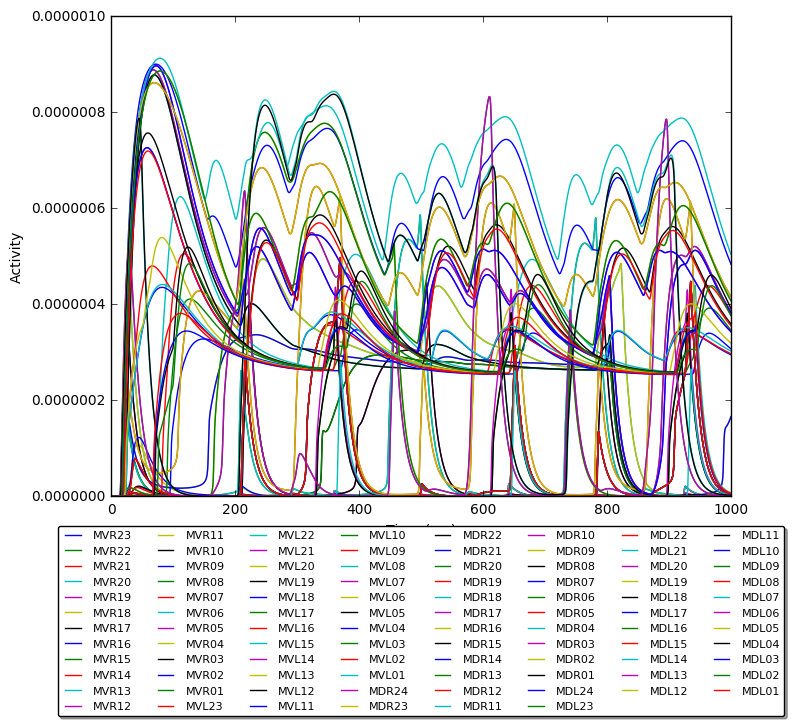 0.0000010
0.0000008
0.0000006
0.0000004
0.0000002
0.0000000
Activity
0 200 400 600 800 1000
MVR23 MVR11 MVL22 MVL10 MDR22 MDR10 MDL22 MDL11
MVR22 MVR10 MVL21 MVL09 MDR21 MDR09 MDL21 MDL10
MVR21 MVR09 MVL20 MVL08 MDR20 MDR08 MDL20 MDL09
MVR20 MVR08 MVL19 MVL07 MDR19 MDR07 MDL19 MDL08
MVR19 MVR07 MVL18 MVL06 MDR18 MDR06 MDL18 MDL07
MVR18 MVR06 MVL17 MVL05 MDR17 MDR05 MDL17 MDL06
MVR17 MVR05 MVL16 MVL04 MDR16 MDR04 MDL16 MDL05
MVR16 MVR04 MVL15 MVL03 MDR15 MDR03 MDL15 MDL04
MVR15 MVR03 MVL14 MVL02 MDR14 MDR02 MDL14 MDL03
MVR14 MVR02 MVL13 MVL01 MDR13 MDR01 MDL13 MDL02
MVR13 MVR01 MVL12 MDR24 MDR12 MDL24 MDL12 MDL01
MVR12 MVL23 MVL11 MDR23 MDR11 MDL23